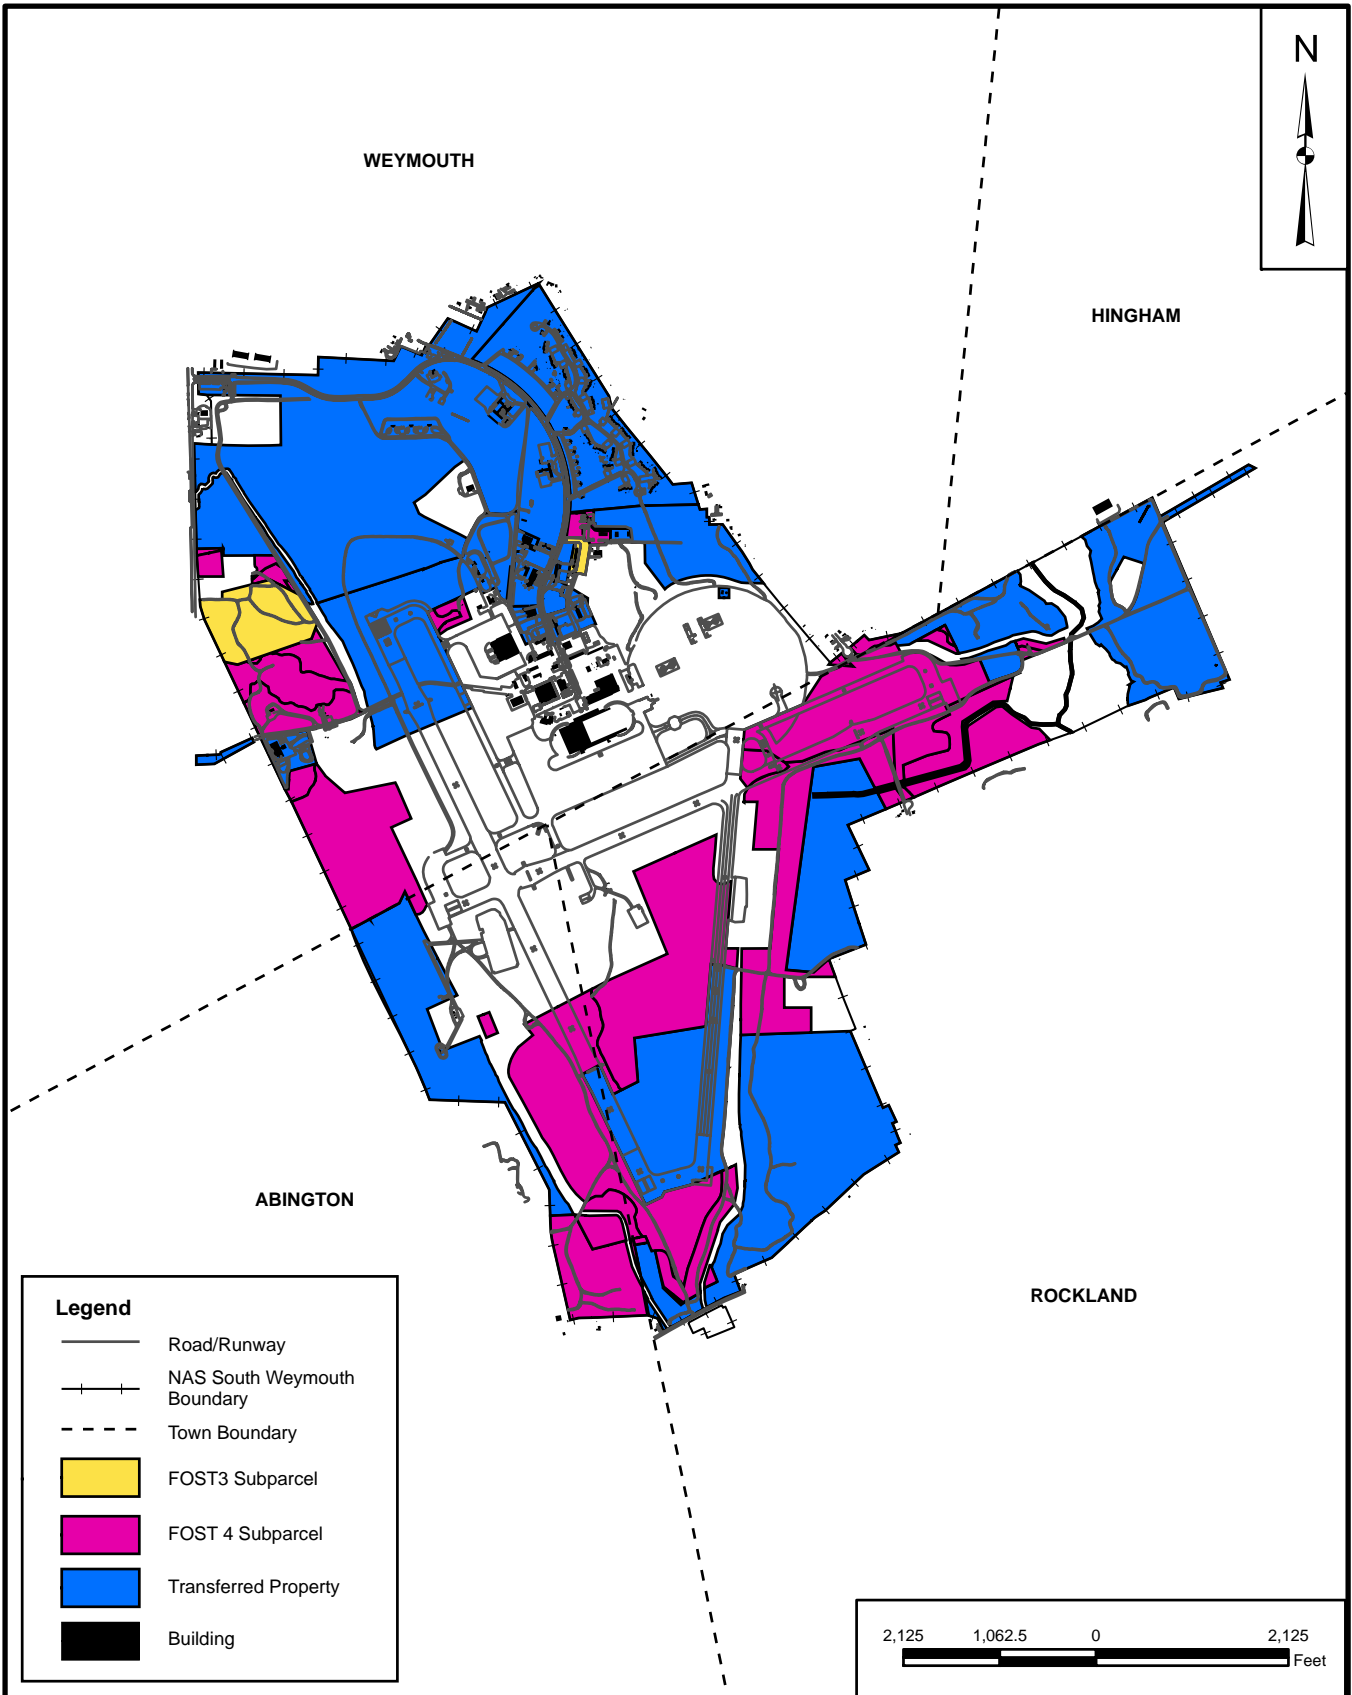 N
WEYMOUTH
HINGHAM
ABINGTON
ROCKLAND
Legend
Road/Runway
NAS South Weymouth
Boundary
Town Boundary
FOST3 Subparcel
FOST 4 Subparcel
Transferred Property
Building
2,125 1,062.5 0 2,125
Feet